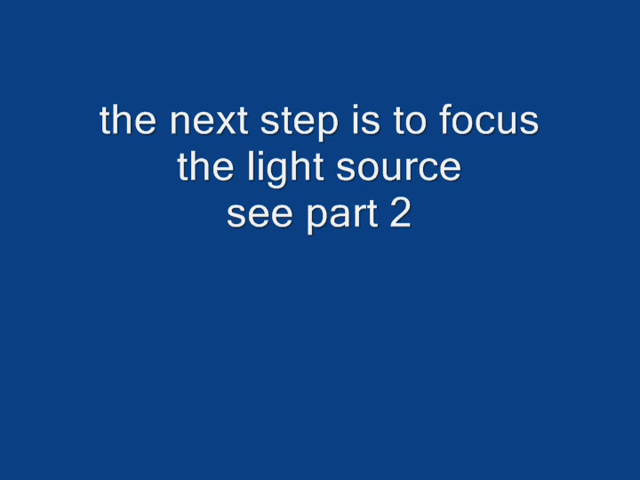 the next step is to focus
the light source
see part 2